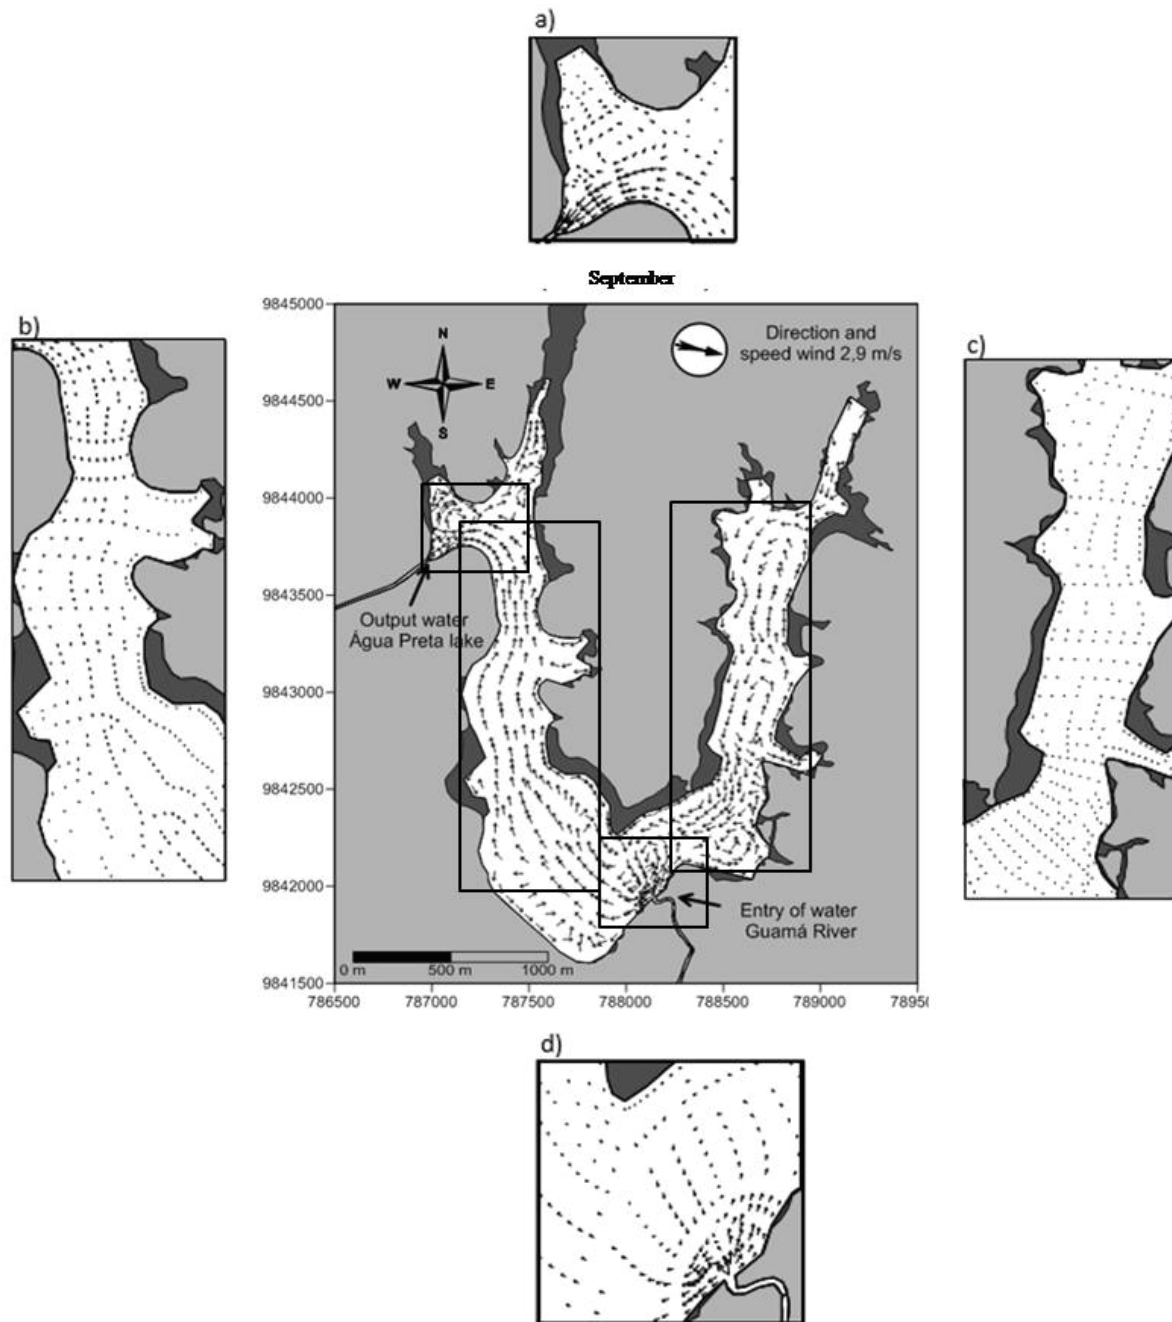 a)
September
b)
c)
9845000
9844500
9844000
9843500
9843000
9842500
9842000
9841500
N
W
E
S
Direction and
speed wind 2,9 m/s
Output water
Água Preta lake
Entry of water
Guamá River
0 m
500 m
1000 m
786500
787000
787500
788000
788500
789000
78950
d)